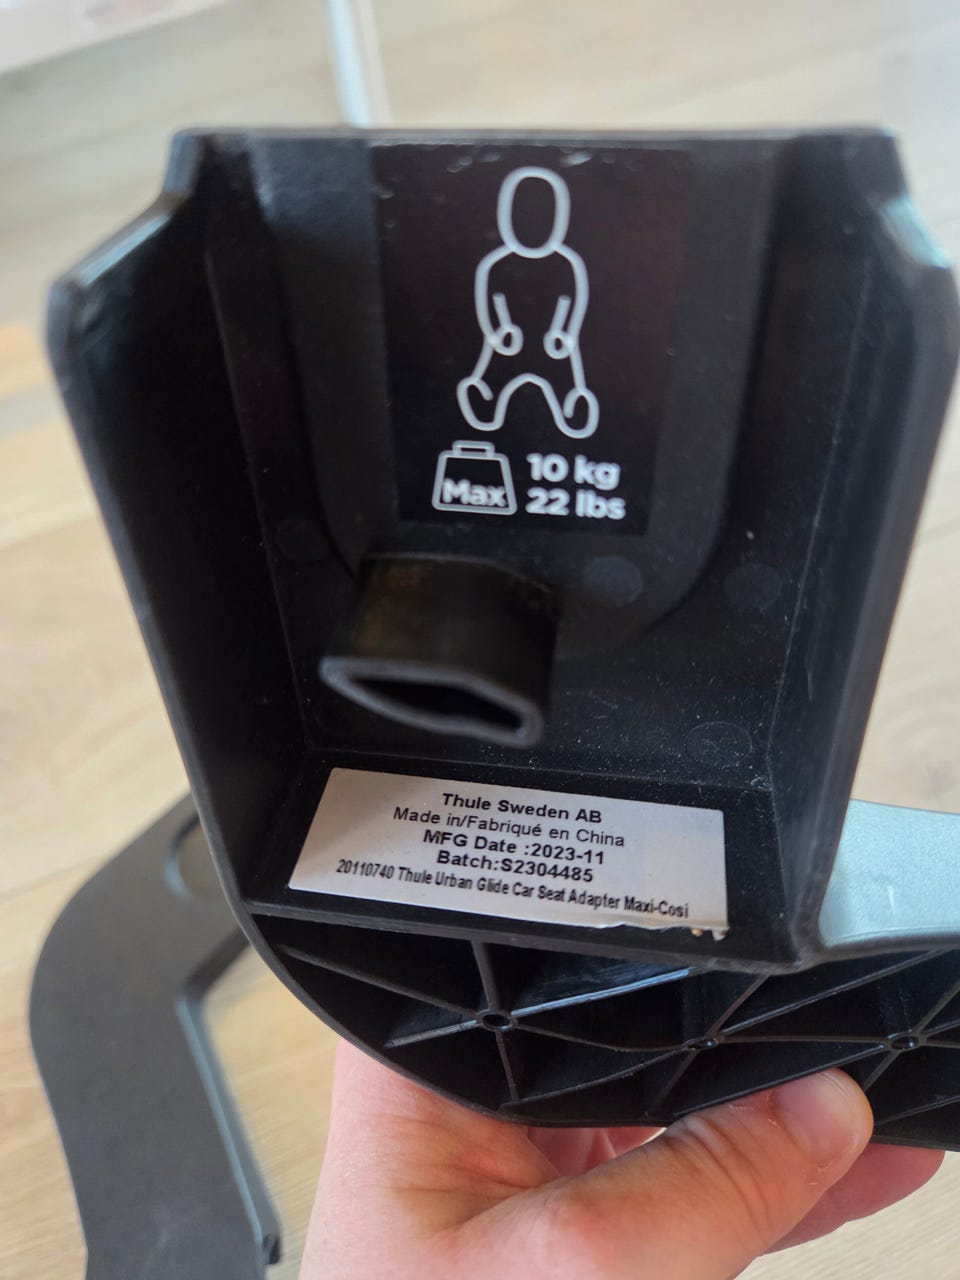 Max
10 kg
22 lbs
Thule Sweden AB
Made in/Fabriqué en China
MFG Date :2023-11
Batch:S2304485
20110740 Thule Urban Glide Car Seat Adapter Maxi-Cosi